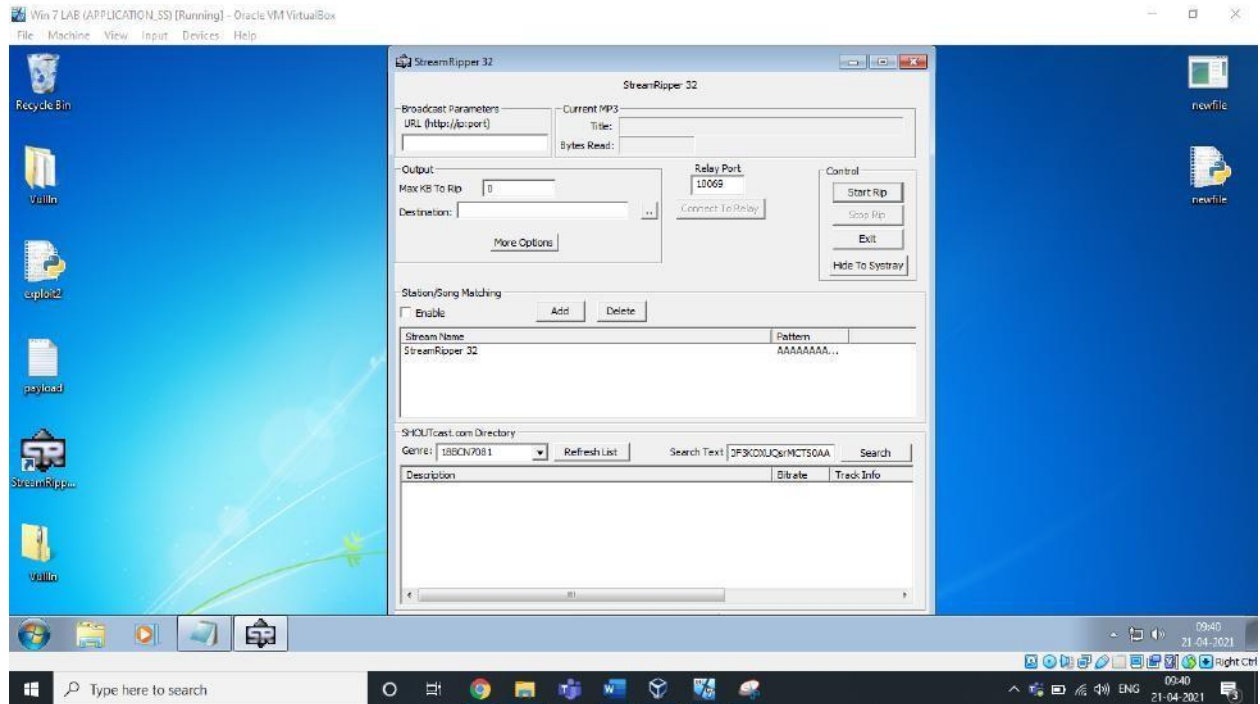 Win 7 LAB (APPLICATION_SS) [Running] - Oracle VM VirtualBox
File Machine View Input Devices Help
Recycle Bin
Vullln
exploit2
payload
StreamRipp...
Vullln
newfile
newfile
StreamRipper 32
StreamRipper 32
Broadcast Parameters
URL (http://ip:port)
Current MP3
Title:
Bytes Read:
Output
Max KB To Rip 0
Destination:
..
More Options
Relay Port
10069
Connect To Relay
Control
Start Rip
Stop Rip
Exit
Hide To Systray
Station/Song Matching
Enable Add Delete
Stream Name Pattern
StreamRipper 32 AAAAAAAA...
SHOUTcast.com Directory
Genre: 18BCN7081 Refresh List Search Text Search
Description Bitrate Track Info
09:40
21-04-2021
Right Ctrl
Type here to search
ENG
09:40
21-04-2021
3